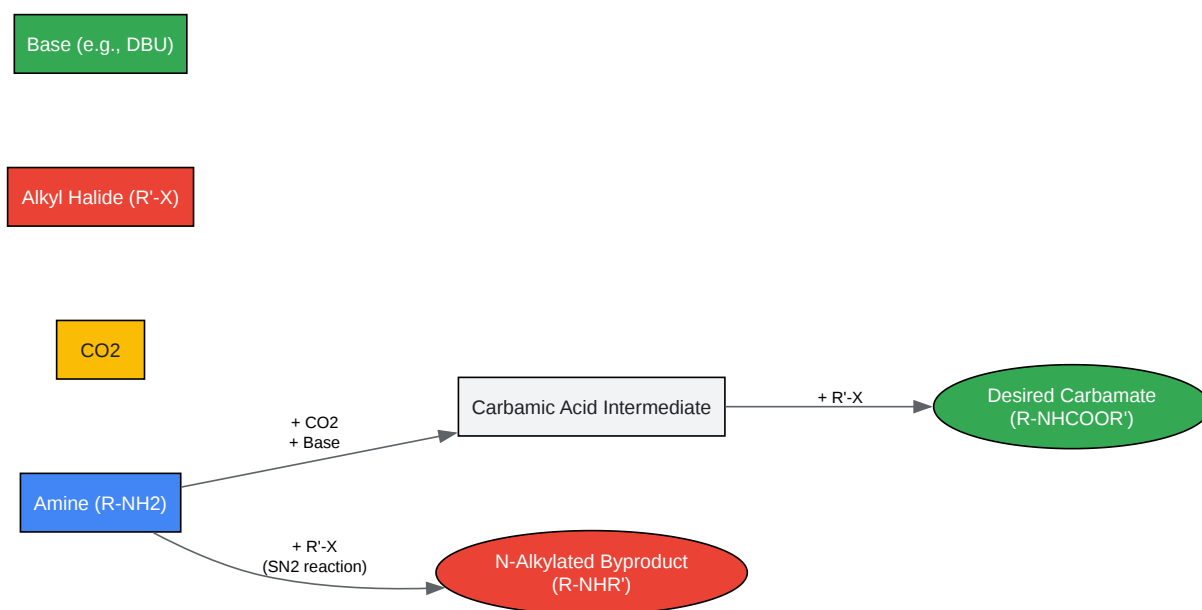 Base (e.g., DBU)
Alkyl Halide (R'-X)
CO2
Amine (R-NH2)
+ CO2
+ Base
+ R'-X
(SN2 reaction)
Carbamic Acid Intermediate
N-Alkylated Byproduct
(R-NHR')
+ R'-X
Desired Carbamate
(R-NHCOOR')